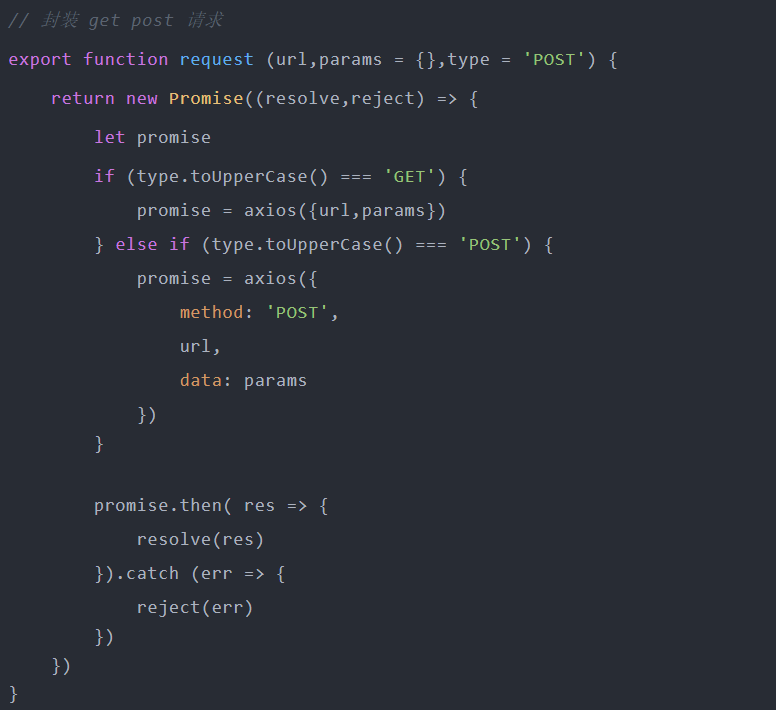 // 封装 get post 请求
export function request (url,params = {},type = 'POST') {
    return new Promise((resolve,reject) => {
        let promise
        if (type.toUpperCase() === 'GET') {
            promise = axios({url,params})
        } else if (type.toUpperCase() === 'POST') {
            promise = axios({
                method: 'POST',
                url,
                data: params
            })
        }
        promise.then( res => {
            resolve(res)
        }).catch (err => {
            reject(err)
        })
    })
}